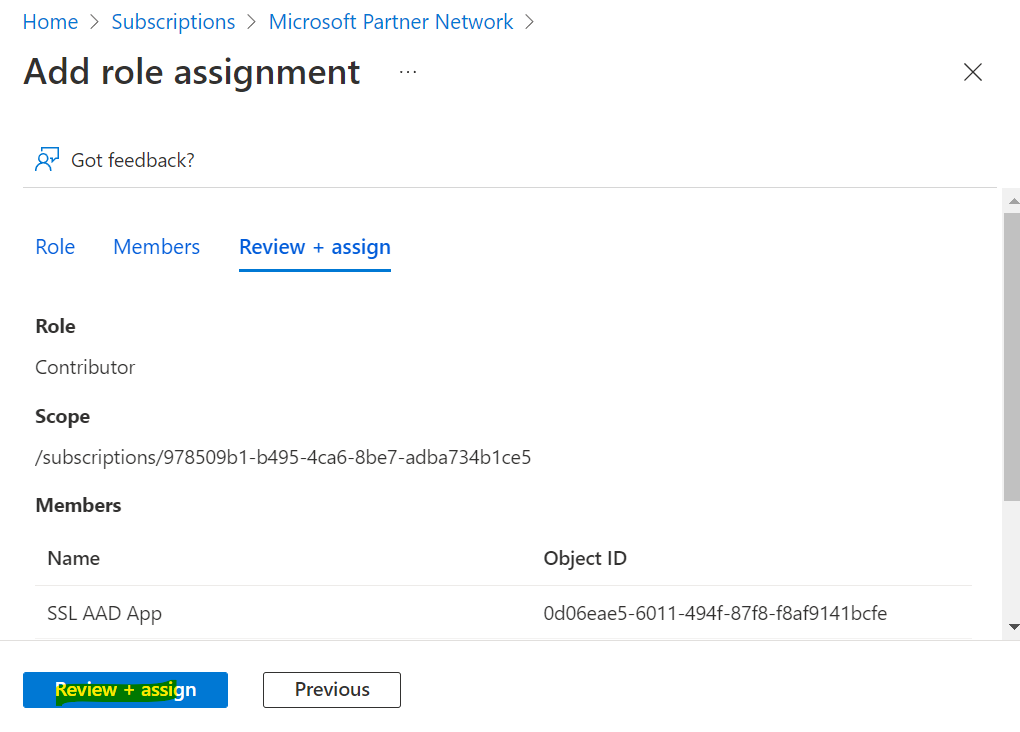 Home > Subscriptions > Microsoft Partner Network >
Add role assignment ...
Got feedback?
Role Members Review + assign
Role
Contributor
Scope
/subscriptions/978509b1-b495-4ca6-8be7-adba734b1ce5
Members
Name Object ID
SSL AAD App 0d06eae5-6011-494f-87f8-f8af9141bcfe
Review + assign Previous